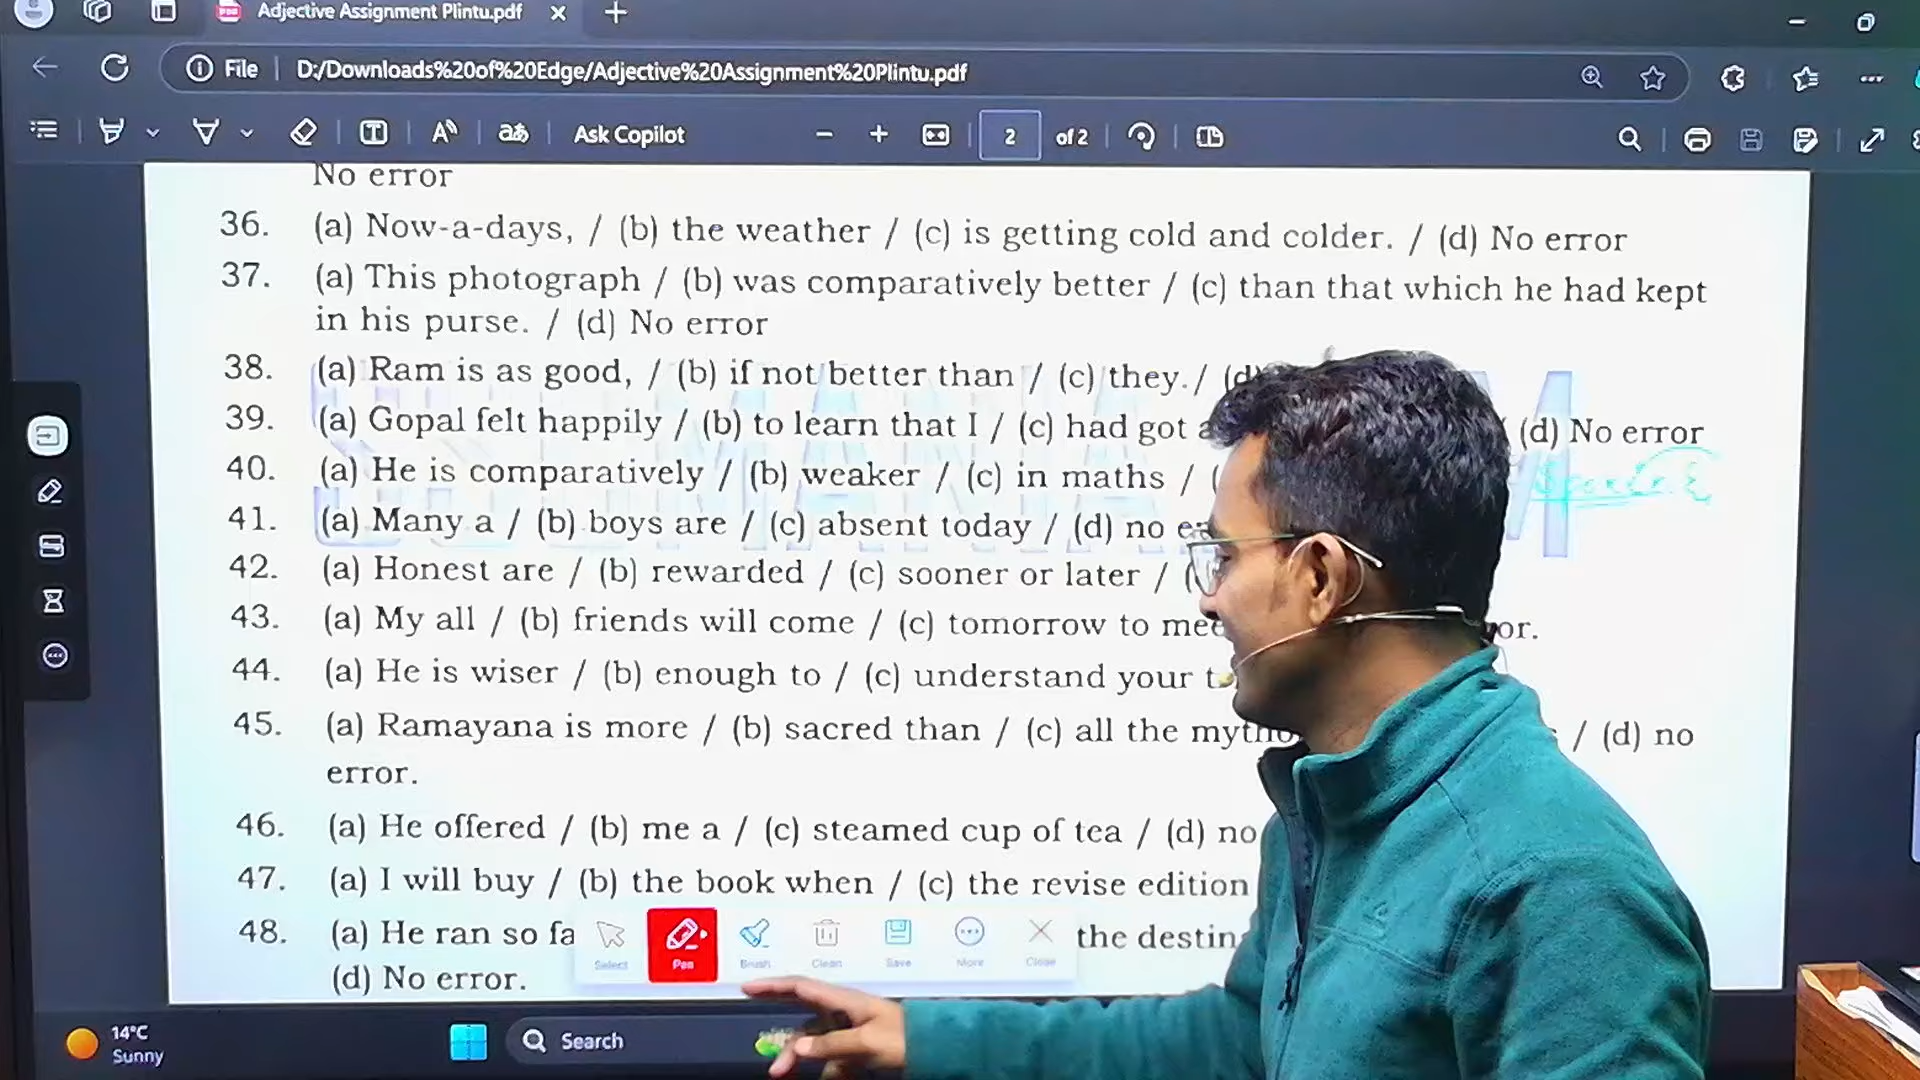 Adjective Assignment Plintu.pdf
File
D:/Downloads%20of%20Edge/Adjective%20Assignment%20Plintu.pdf
Ask Copilot
2 of 2
No error
36. (a) Now-a-days, / (b) the weather / (c) is getting cold and colder. / (d) No error
37. (a) This photograph / (b) was comparatively better / (c) than that which he had kept
in his purse. / (d) No error
38. (a) Ram is as good, / (b) if not better than / (c) they. / (d)
39. (a) Gopal felt happily / (b) to learn that I / (c) had got (d) No error
40. (a) He is comparatively / (b) weaker / (c) in maths / (
41. (a) Many a / (b) boys are / (c) absent today / (d) no
42. (a) Honest are / (b) rewarded / (c) sooner or later / (
43. (a) My all / (b) friends will come / (c) tomorrow to or.
44. (a) He is wiser / (b) enough to / (c) understand your
45. (a) Ramayana is more / (b) sacred than / (c) all the / (d) no
error.
46. (a) He offered / (b) me a / (c) steamed cup of tea / (d) no
47. (a) I will buy / (b) the book when / (c) the revise edition
48. (a) He ran so the
(d) No error.
Select
Pen
Brush
Clean
Save
More
Close
14°C
Sunny
Search